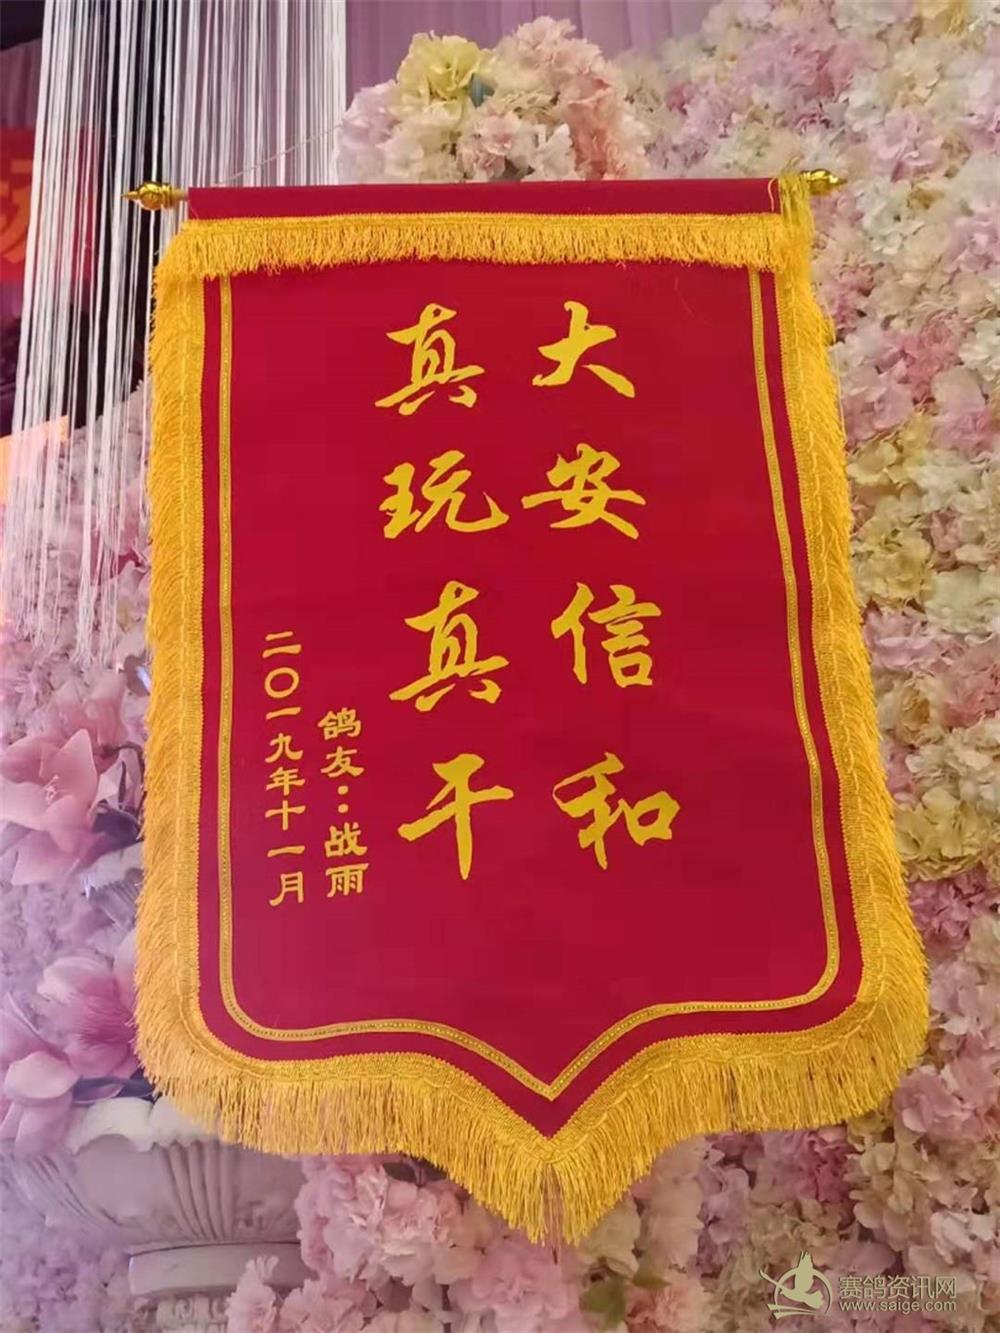 大安信和
真玩真干
鸽友：战雨
二〇一九年十一月
赛鸽资讯网
www.saige.com